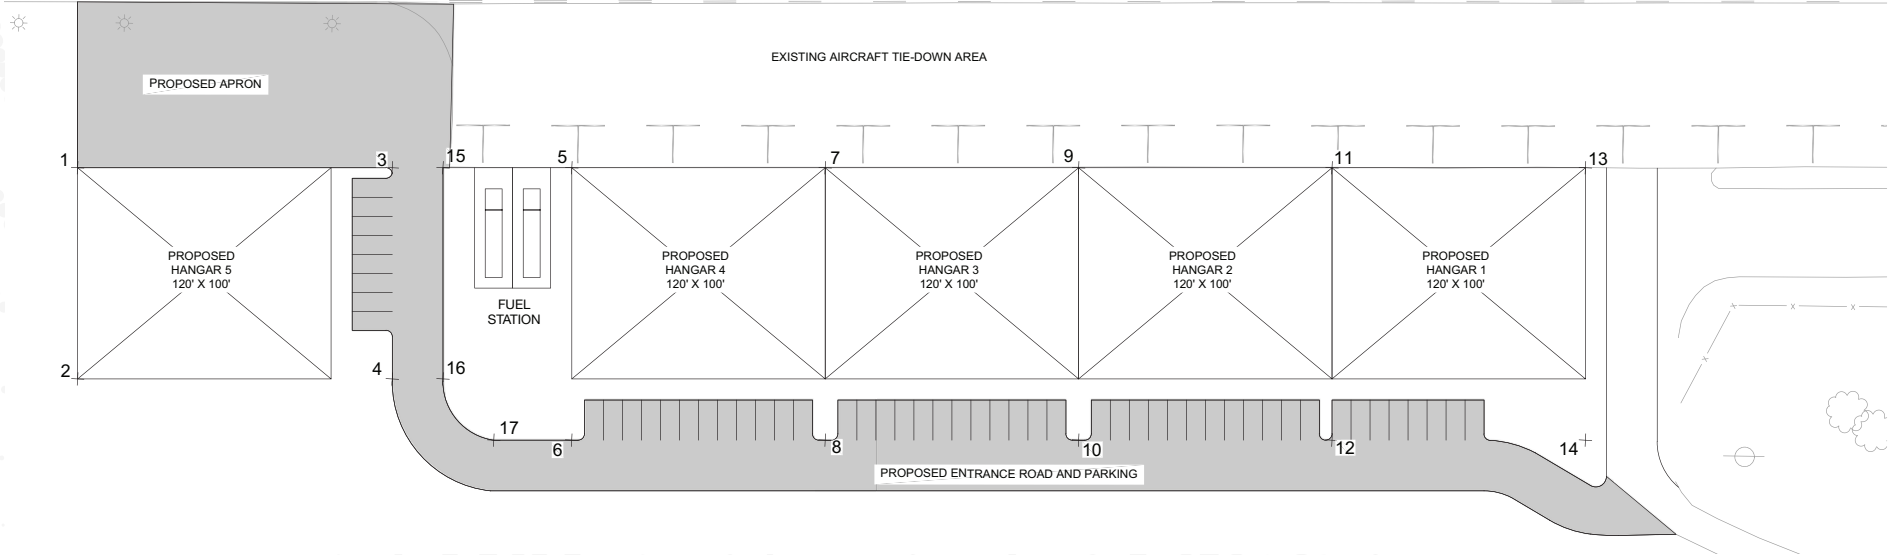 EXISTING AIRCRAFT TIE-DOWN AREA
PROPOSED APRON
1
3
15
5
7
9
11
13
PROPOSED
HANGAR 5
120' X 100'
PROPOSED
HANGAR 4
120' X 100'
PROPOSED
HANGAR 3
120' X 100'
PROPOSED
HANGAR 2
120' X 100'
PROPOSED
HANGAR 1
120' X 100'
FUEL
STATION
2
4
16
17
6
8
10
12
14
PROPOSED ENTRANCE ROAD AND PARKING
x
x
x
x